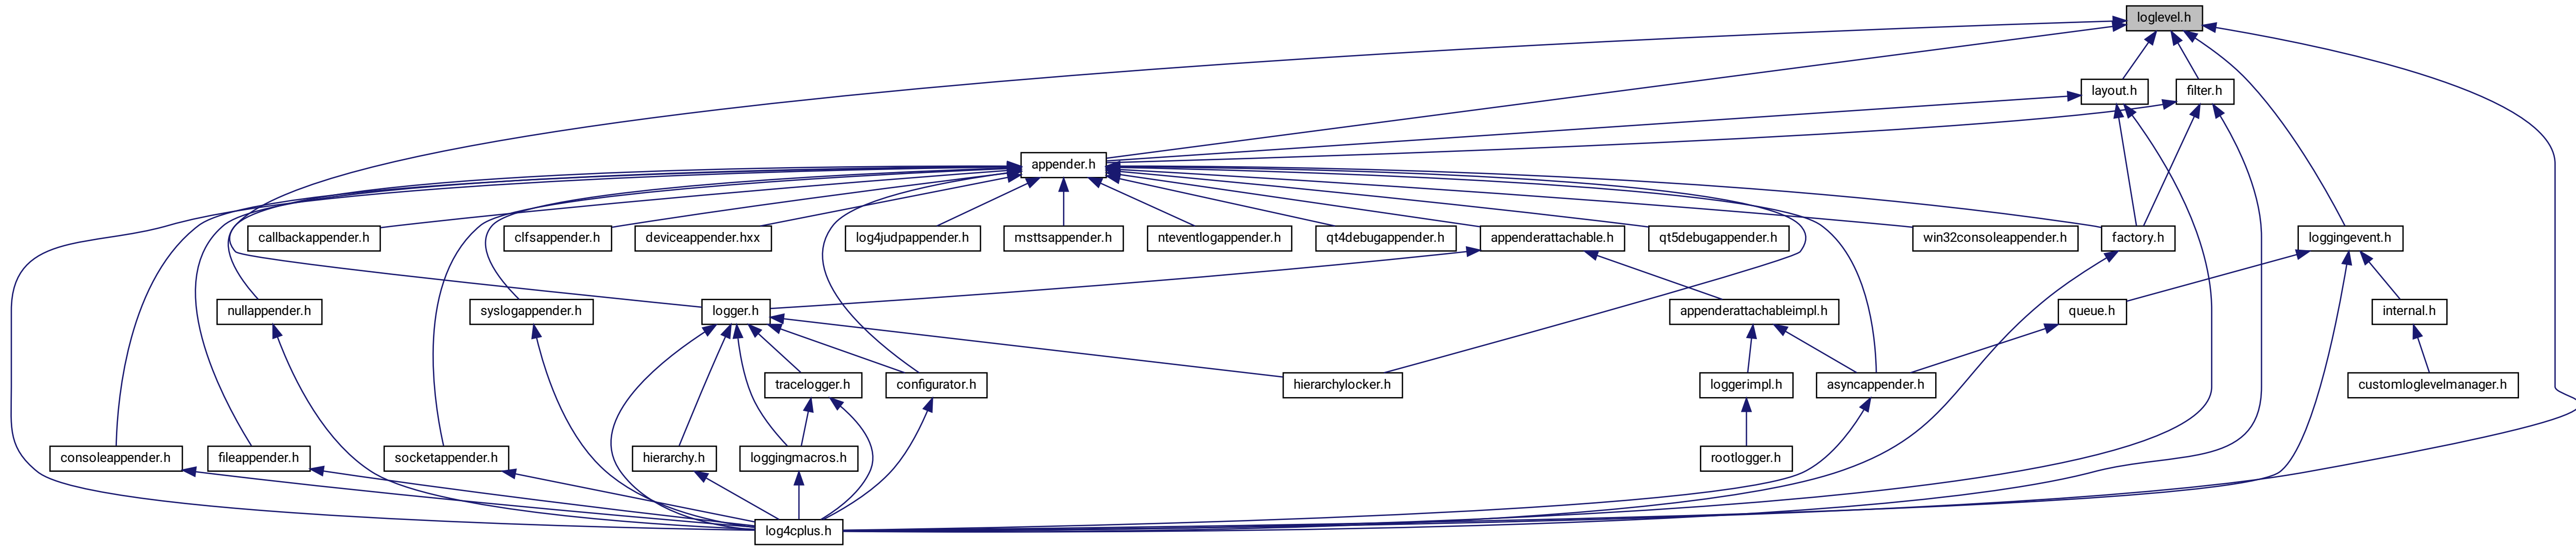 loglevel.h
layout.h
filter.h
appender.h
callbackappender.h
clfsappender.h
deviceappender.hxx
log4judpappender.h
msttsappender.h
nteventlogappender.h
qt4debugappender.h
appenderattachable.h
qt5debugappender.h
win32consoleappender.h
factory.h
loggingevent.h
nullappender.h
syslogappender.h
logger.h
appenderattachableimpl.h
queue.h
internal.h
tracelogger.h
configurator.h
hierarchylocker.h
loggerimpl.h
asyncappender.h
customloglevelmanager.h
consoleappender.h
fileappender.h
socketappender.h
hierarchy.h
loggingmacros.h
rootlogger.h
log4cplus.h